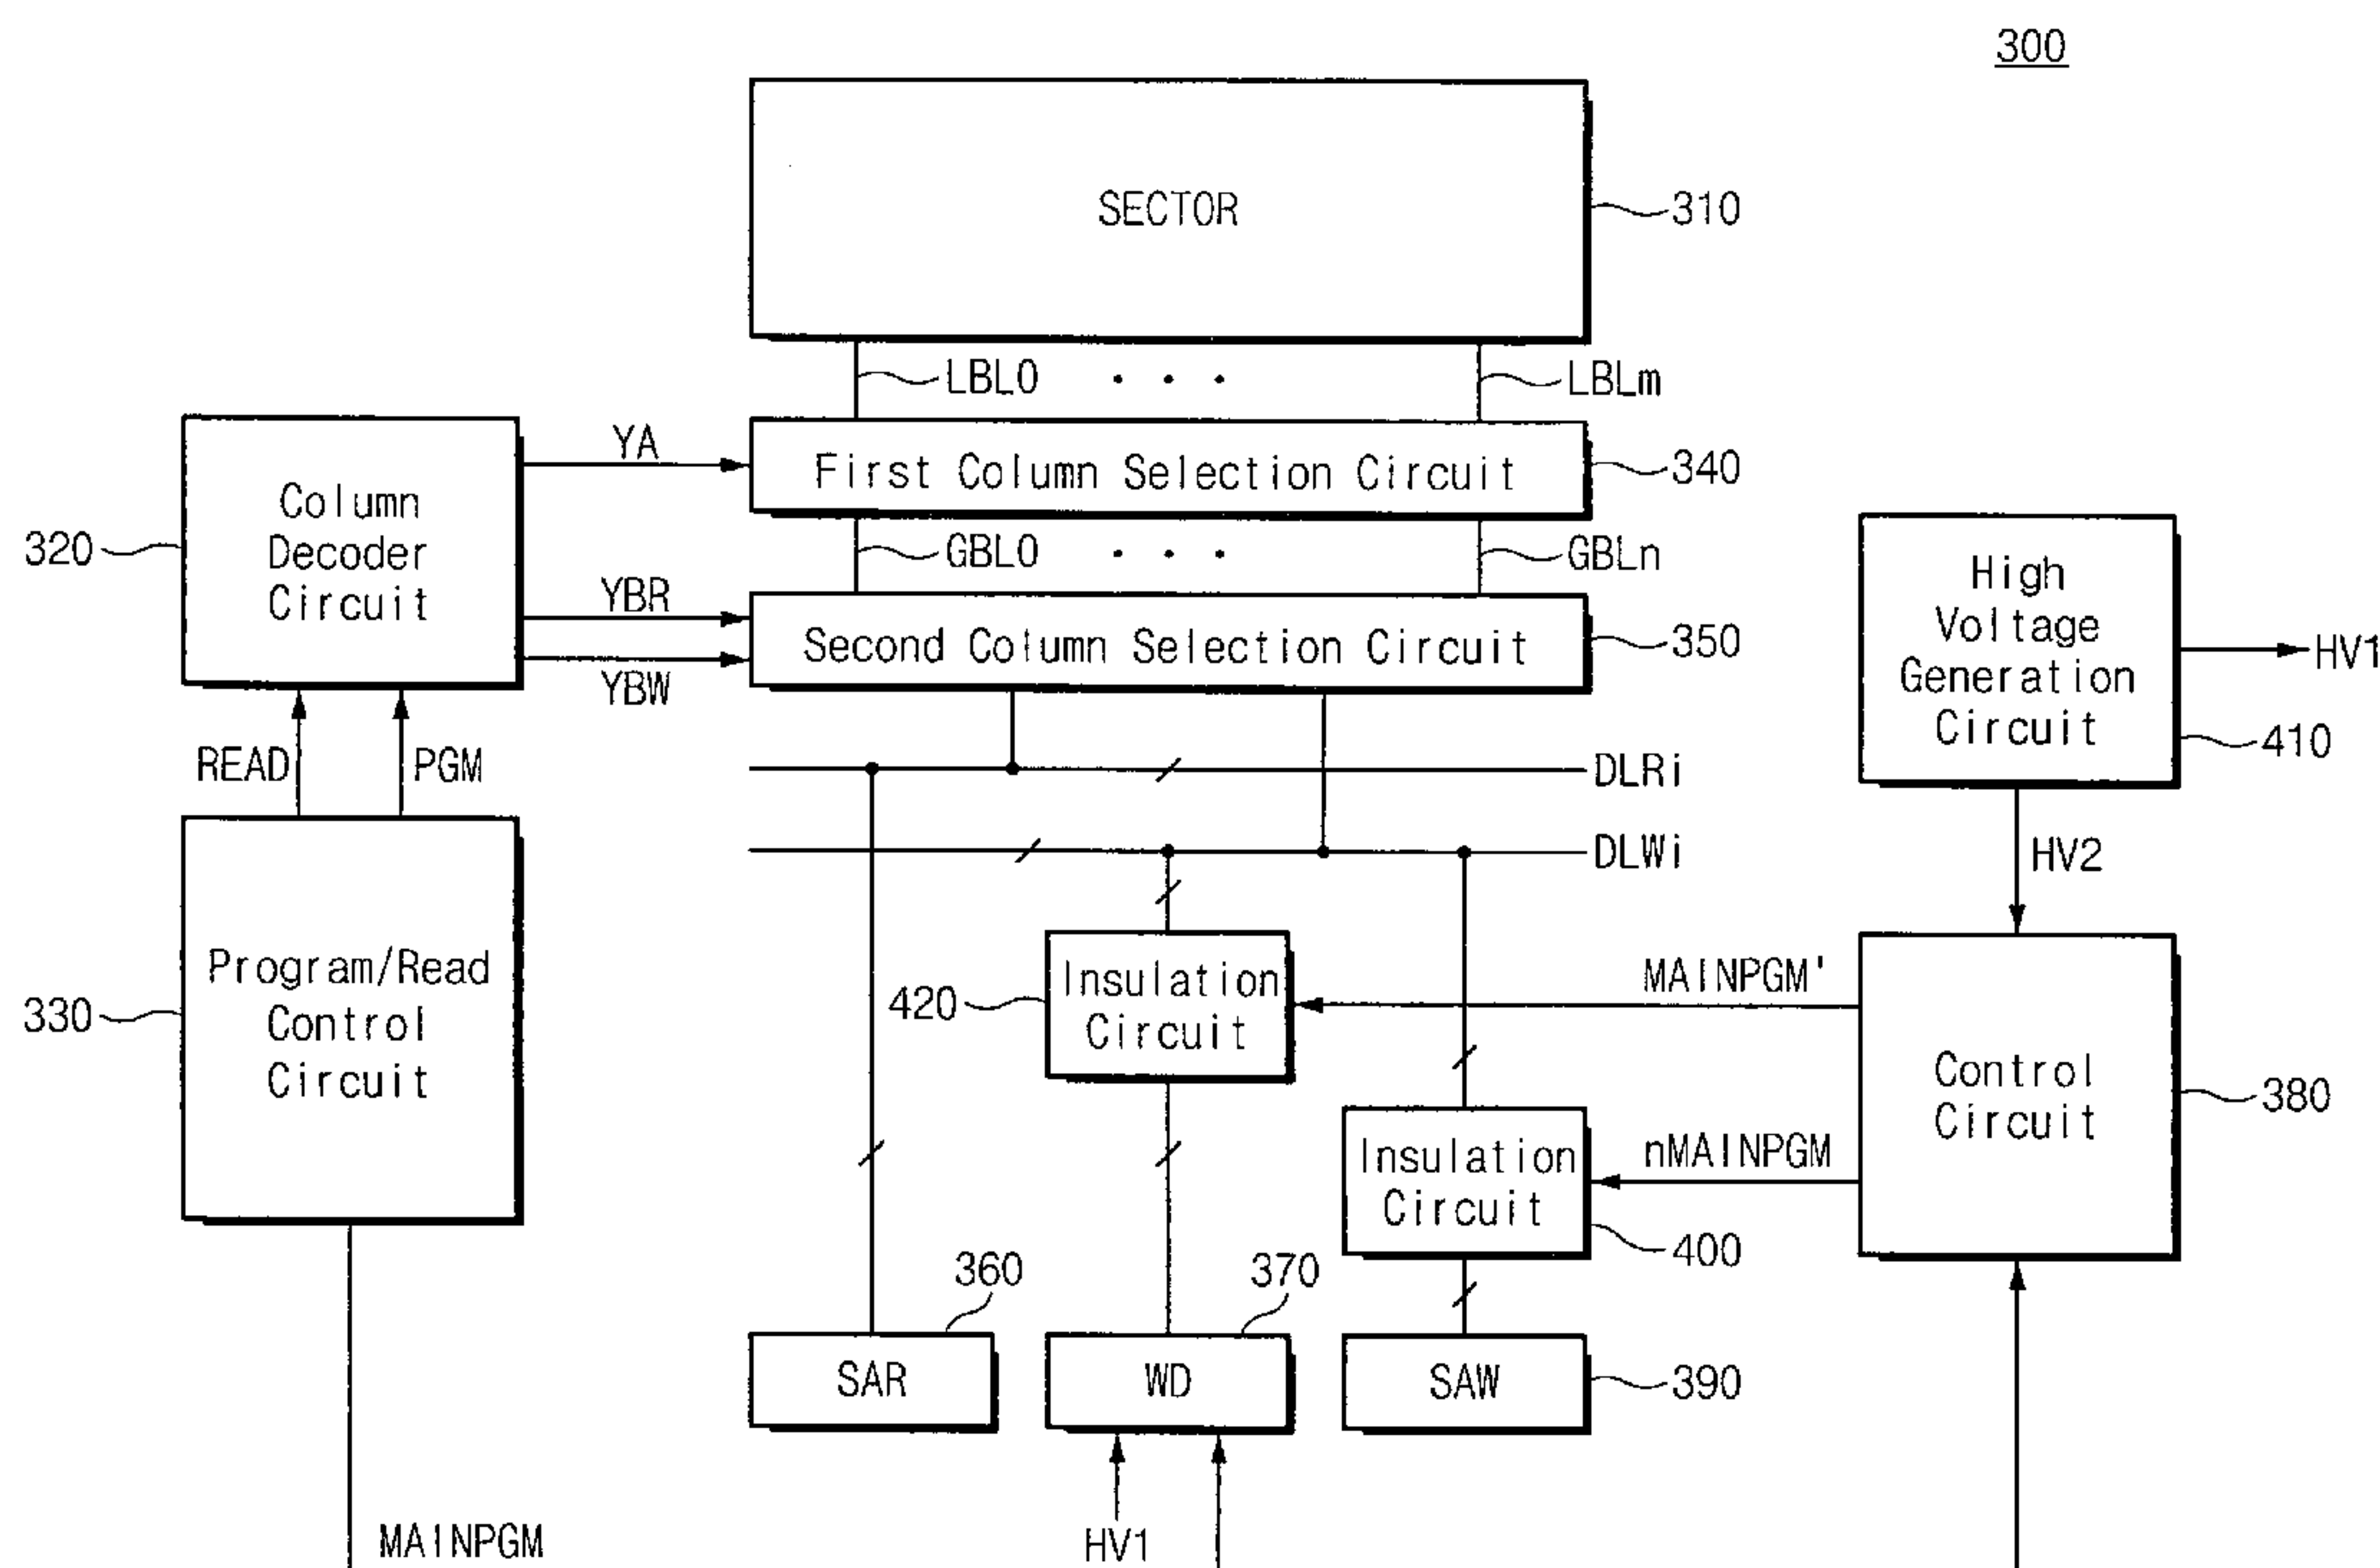 300
SECTOR
310
LBL0
LBLm
YA
First Column Selection Circuit
340
Column
Decoder
Circuit
320
GBL0
GBLn
YBR
YBW
Second Column Selection Circuit
350
High
Voltage
Generation
Circuit
HV1
410
READ
PGM
DLRi
DLWi
HV2
Program/Read
Control
Circuit
330
Insulation
Circuit
420
MAINPGM'
Control
Circuit
380
Insulation
Circuit
nMAINPGM
400
360
370
SAR
WD
SAW
390
MAINPGM
HV1